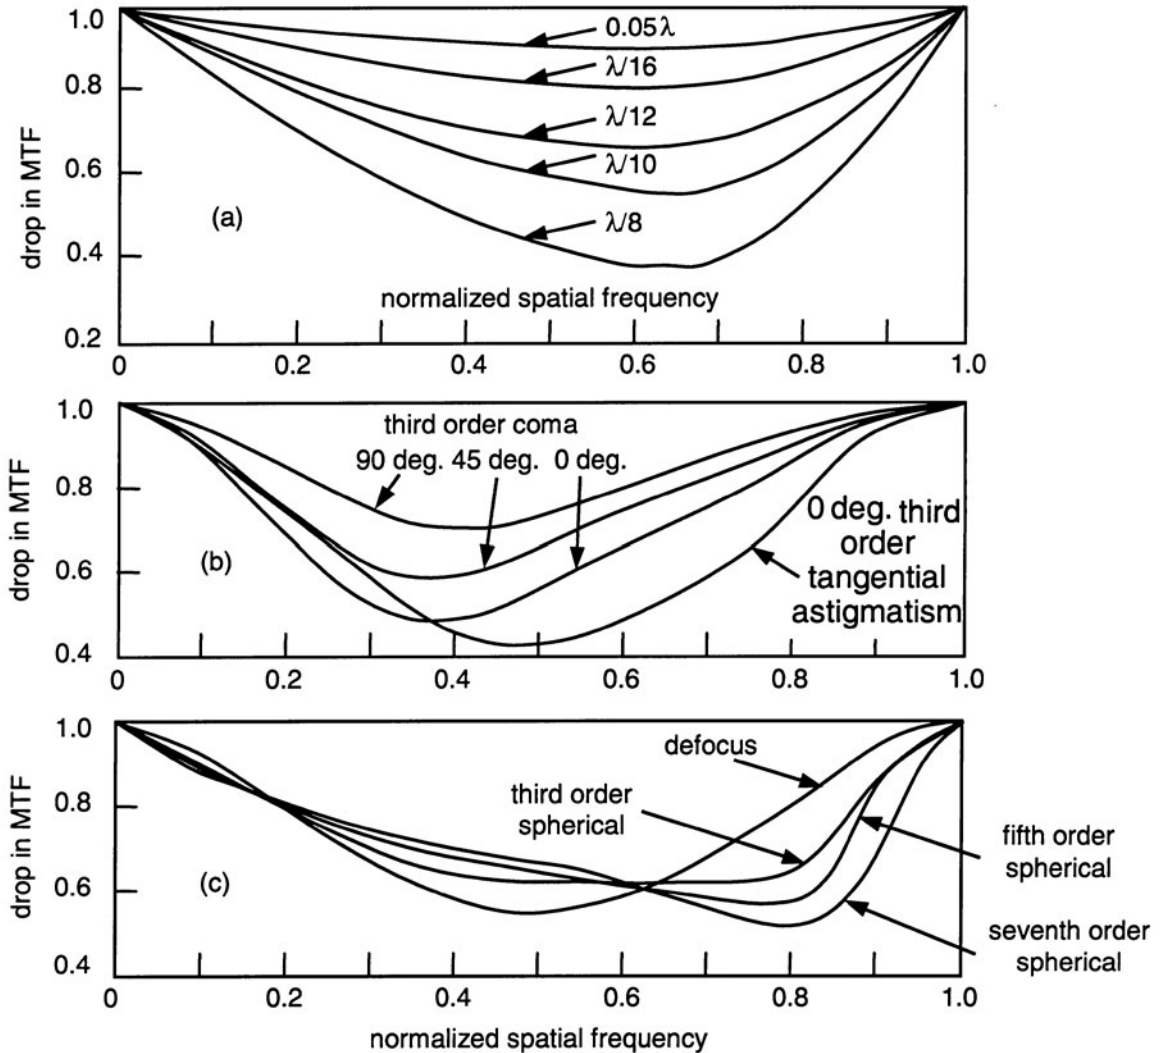 1.0
0.8
0.6
0.4
0.2
drop in MTF
(a)
0.05λ
λ/16
λ/12
λ/10
λ/8
normalized spatial frequency
0 0.2 0.4 0.6 0.8 1.0
1.0
0.8
0.6
0.4
drop in MTF
(b)
third order coma
90 deg. 45 deg. 0 deg.
0 deg. third
order
tangential
astigmatism
0 0.2 0.4 0.6 0.8 1.0
1.0
0.8
0.6
0.4
drop in MTF
(c)
defocus
third order
spherical
fifth order
spherical
seventh order
spherical
0 0.2 0.4 0.6 0.8 1.0
normalized spatial frequency